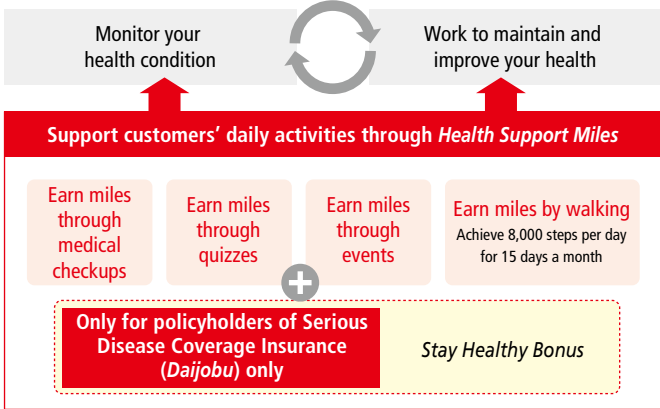 Monitor your
health condition
Work to maintain and
improve your health
Support customers' daily activities through Health Support Miles
Earn miles
through
medical
checkups
Earn miles
through
quizzes
Earn miles
through
events
Earn miles by walking
Achieve 8,000 steps per day
for 15 days a month
Only for policyholders of Serious
Disease Coverage Insurance
(Daijobu) only
Stay Healthy Bonus